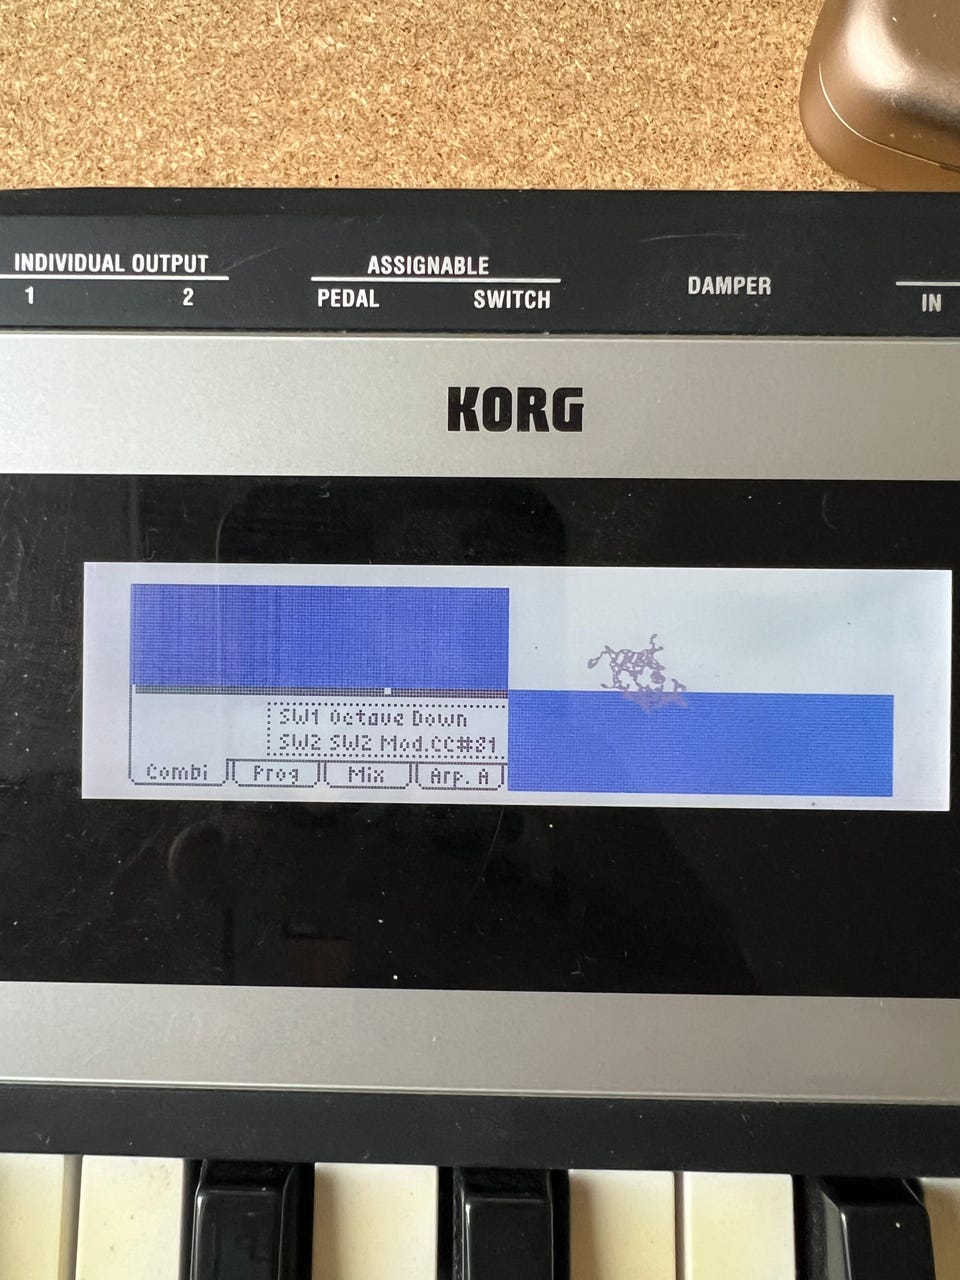 INDIVIDUAL OUTPUT
1 2
ASSIGNABLE
PEDAL SWITCH
DAMPER
IN
KORG
SW1 Octave Down
SW2 SW2 Mod.CC#81
Combi Prog Mix Arp. A